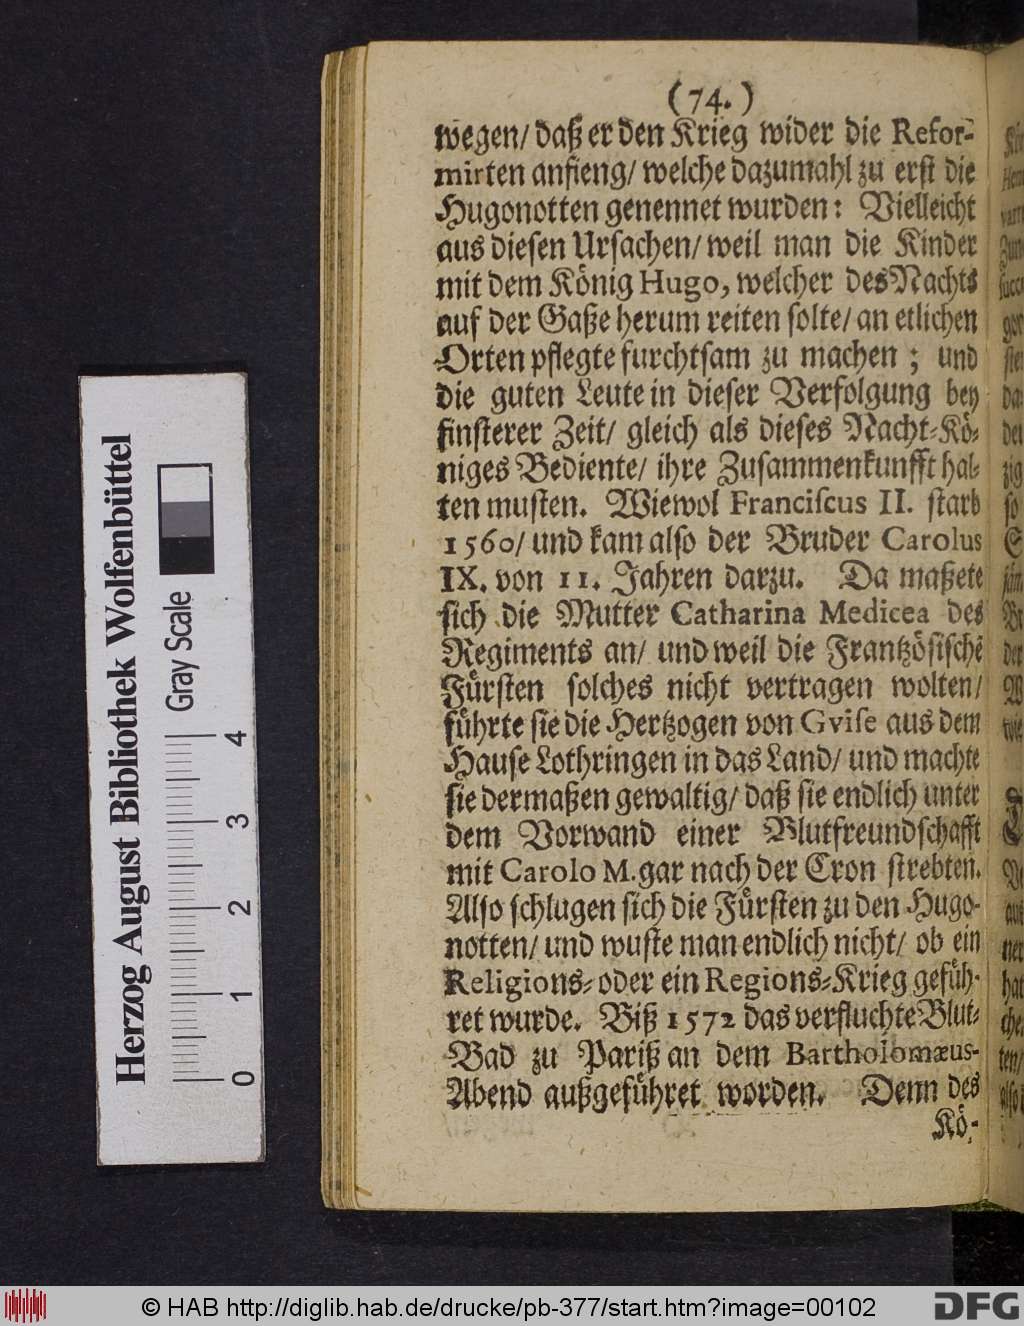 (74.)
wegen/ daß er den Krieg wider die Refor-
mirten anfieng/ welche dazumahl zu erst die
Hugonotten genennet wurden: Vielleicht
aus diesen Ursachen/ weil man die Kinder
mit dem König Hugo, welcher des Nachts
auf der Gaße herum reiten solte/ an etlichen
Orten pflegte furchtsam zu machen; und
die guten Leute in dieser Verfolgung bey
finsterer Zeit/ gleich als dieses Nacht-Kö-
niges Bediente/ ihre Zusammenkunfft hal-
ten musten. Wiewol Franciscus II. starb
1560/ und kam also der Bruder Carolus
IX. von 11. Jahren darzu. Da maßete
sich die Mutter Catharina Medicea des
Regiments an/ und weil die Frantzösische
Fürsten solches nicht vertragen wolten/
führte sie die Hertzogen von Gvise aus dem
Hause Lothringen in das Land/ und machte
sie dermaßen gewaltig/ daß sie endlich unter
dem Vorwand einer Blutfreundschafft
mit Carolo M. gar nach der Cron strebten.
Also schlugen sich die Fürsten zu den Hugo-
notten/ und wuste man endlich nicht/ ob ein
Religions- oder ein Regions-Krieg gefüh-
ret wurde. Biß 1572 das verfluchte Blut-
Bad zu Pariß an dem Bartholomæus-
Abend außgeführet worden. Denn des
Kö-
Herzog August Bibliothek Wolfenbüttel
Gray Scale
0 1 2 3 4
© HAB http://diglib.hab.de/drucke/pb-377/start.htm?image=00102
DFG